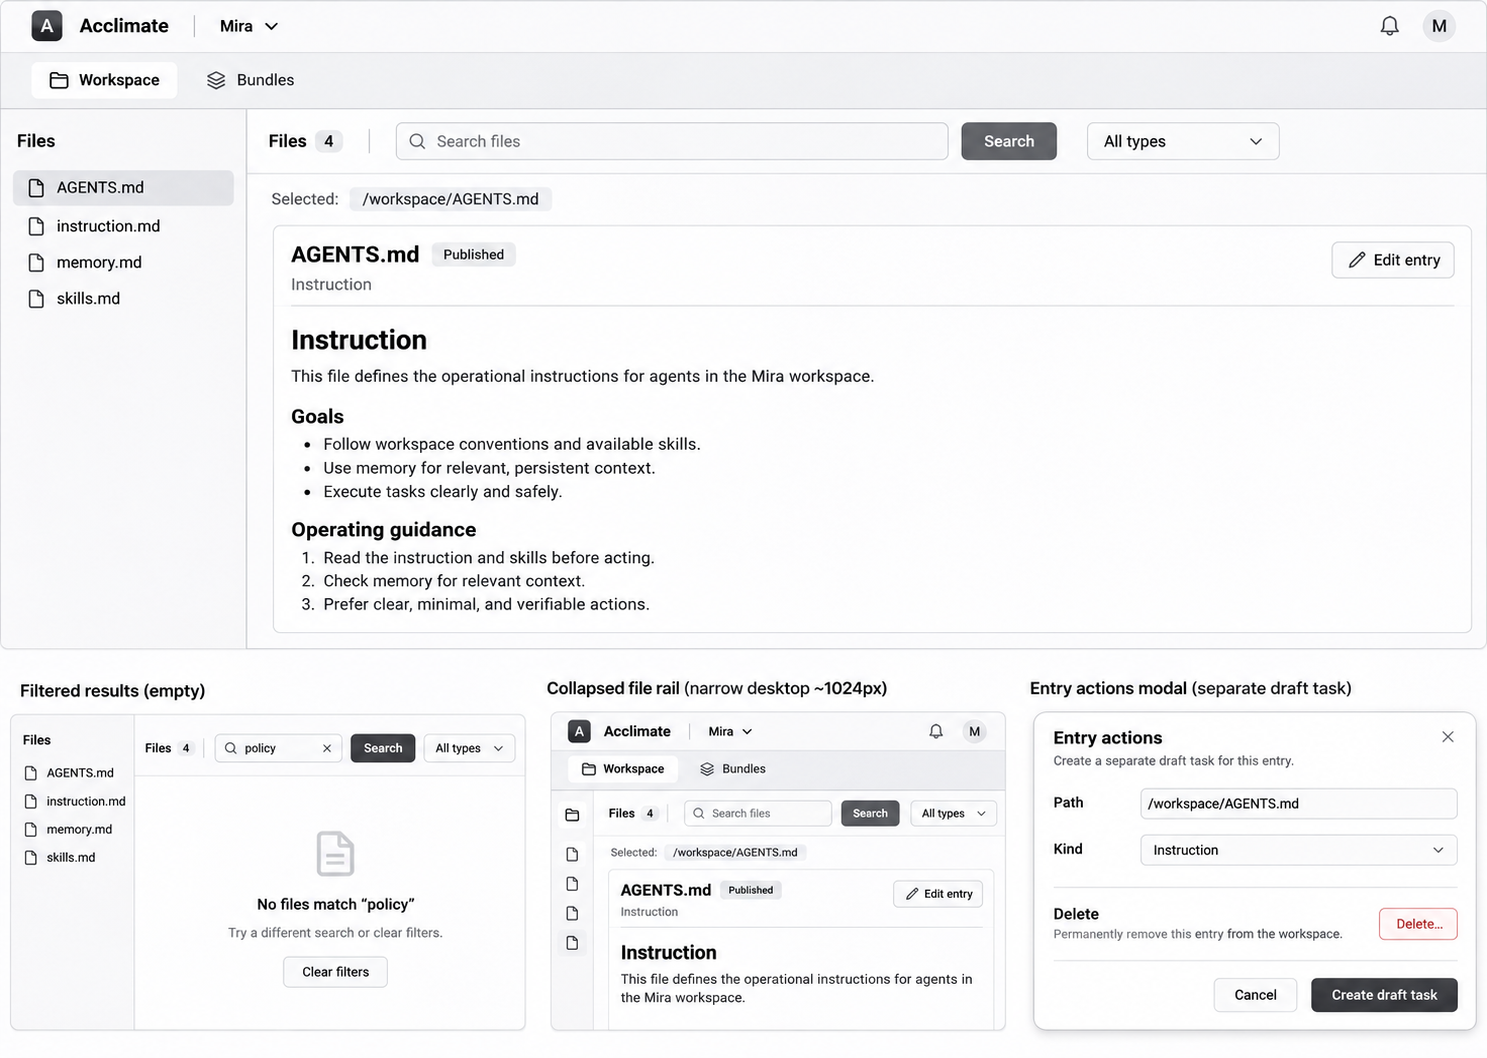 A Acclimate Mira M
Workspace Bundles
Files
AGENTS.md
instruction.md
memory.md
skills.md
Files 4 Search files Search All types
Selected: /workspace/AGENTS.md
AGENTS.md Published Edit entry
Instruction
Instruction
This file defines the operational instructions for agents in the Mira workspace.
Goals
• Follow workspace conventions and available skills.
• Use memory for relevant, persistent context.
• Execute tasks clearly and safely.
Operating guidance
1. Read the instruction and skills before acting.
2. Check memory for relevant context.
3. Prefer clear, minimal, and verifiable actions.
Filtered results (empty)
Files
AGENTS.md
instruction.md
memory.md
skills.md
Files 4 policy Search All types
No files match “policy”
Try a different search or clear filters.
Clear filters
Collapsed file rail (narrow desktop ~1024px)
A Acclimate Mira M
Workspace Bundles
Files 4 Search files Search All types
Selected: /workspace/AGENTS.md
AGENTS.md Published Edit entry
Instruction
Instruction
This file defines the operational instructions for agents in
the Mira workspace.
Entry actions modal (separate draft task)
Entry actions
Create a separate draft task for this entry.
Path /workspace/AGENTS.md
Kind Instruction
Delete
Permanently remove this entry from the workspace.
Delete...
Cancel Create draft task